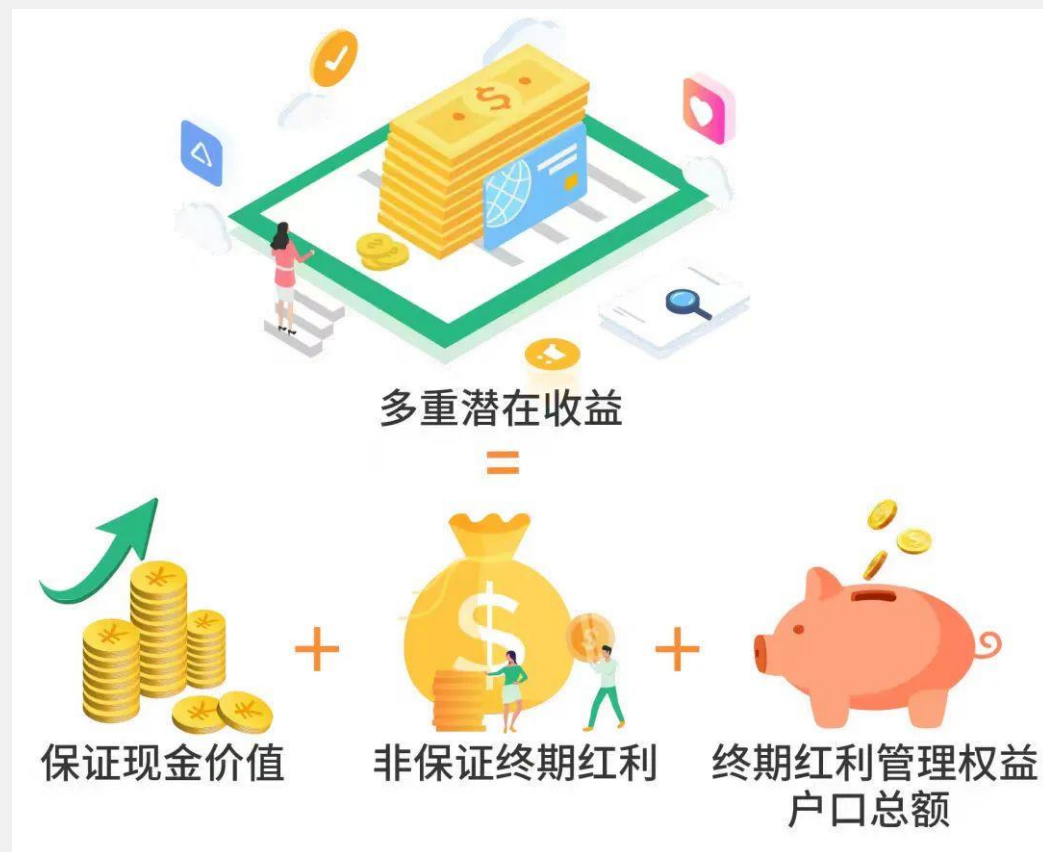 多重潜在收益
=
保证现金价值 + 非保证终期红利 + 终期红利管理权益
户口总额